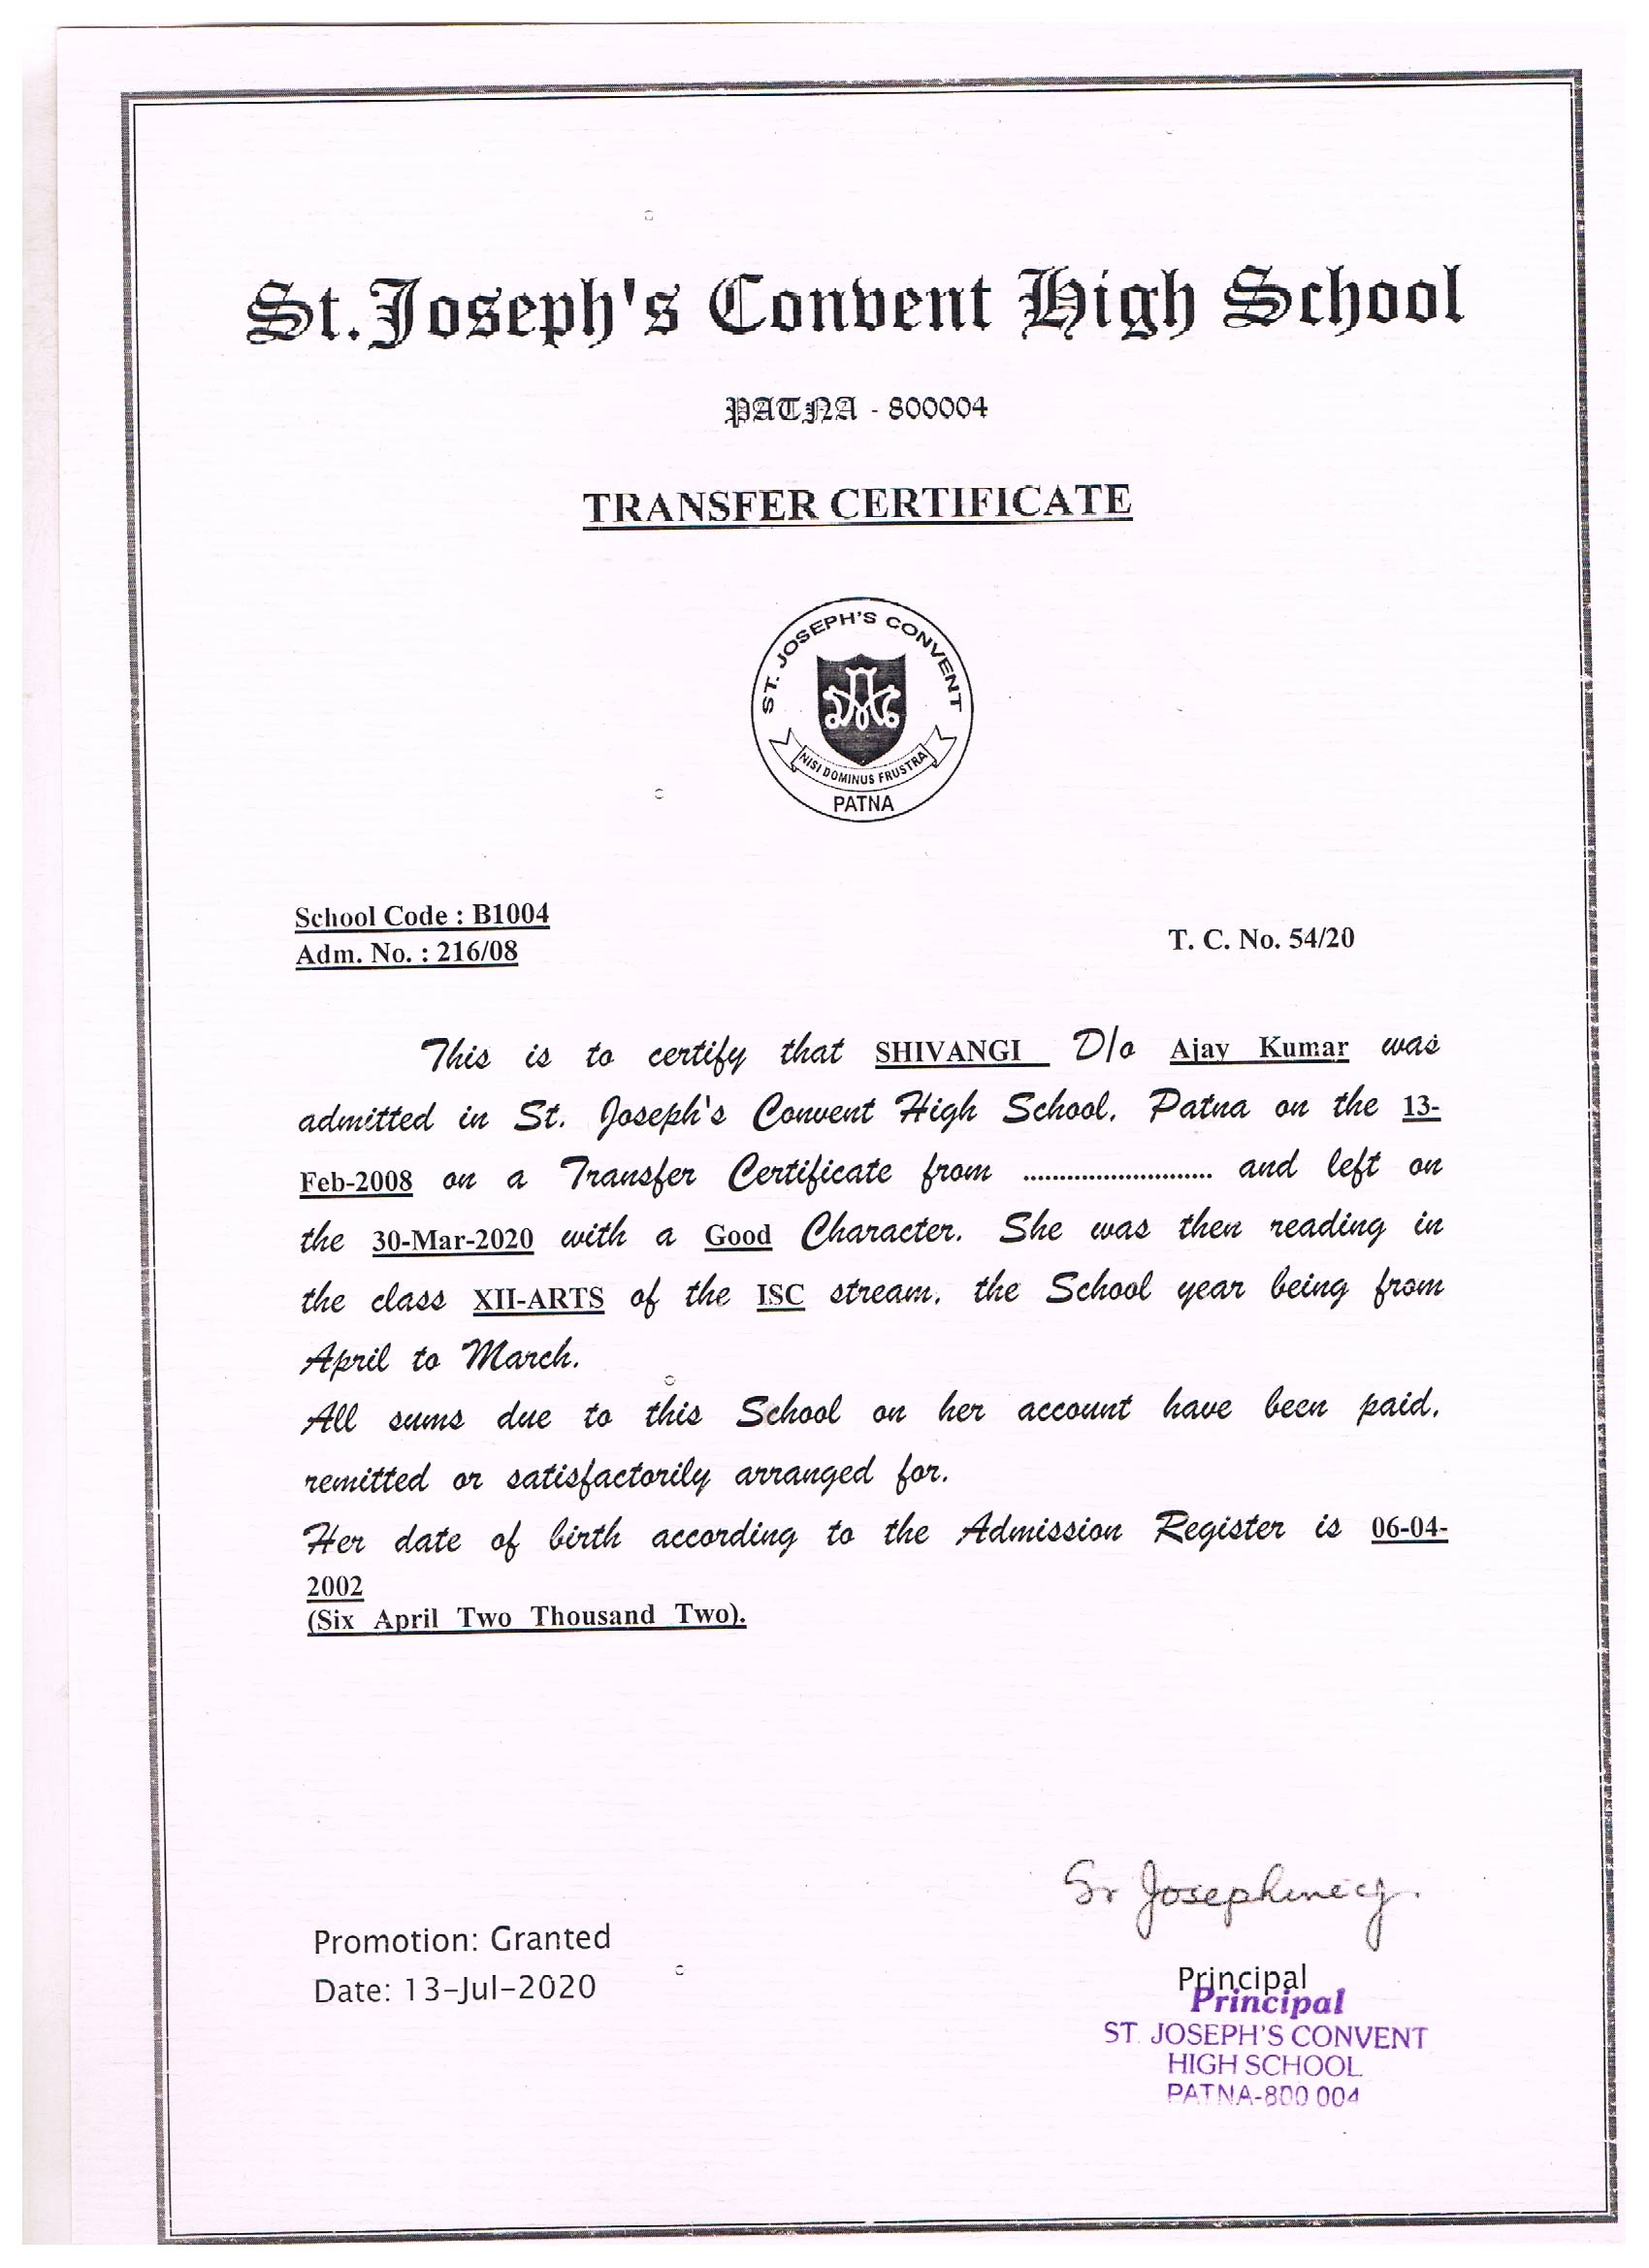 St. Joseph's Convent High School
PATNA - 800004
TRANSFER CERTIFICATE
ST. JOSEPH'S CONVENT
NISI DOMINUS FRUSTRA
PATNA
School Code : B1004
Adm. No. : 216/08
T. C. No. 54/20
This is to certify that SHIVANGI D/o Ajay Kumar was
admitted in St. Joseph's Convent High School, Patna on the 13-
Feb-2008 on a Transfer Certificate from ........................... and left on
the 30-Mar-2020 with a Good Character. She was then reading in
the class XII-ARTS of the ISC stream, the School year being from
April to March.
All sums due to this School on her account have been paid,
remitted or satisfactorily arranged for.
Her date of birth according to the Admission Register is 06-04-
2002
(Six April Two Thousand Two).
Sr Josephine cj.
Promotion: Granted
Date: 13-Jul-2020
Principal
Principal
ST. JOSEPH'S CONVENT
HIGH SCHOOL
PATNA-800 004